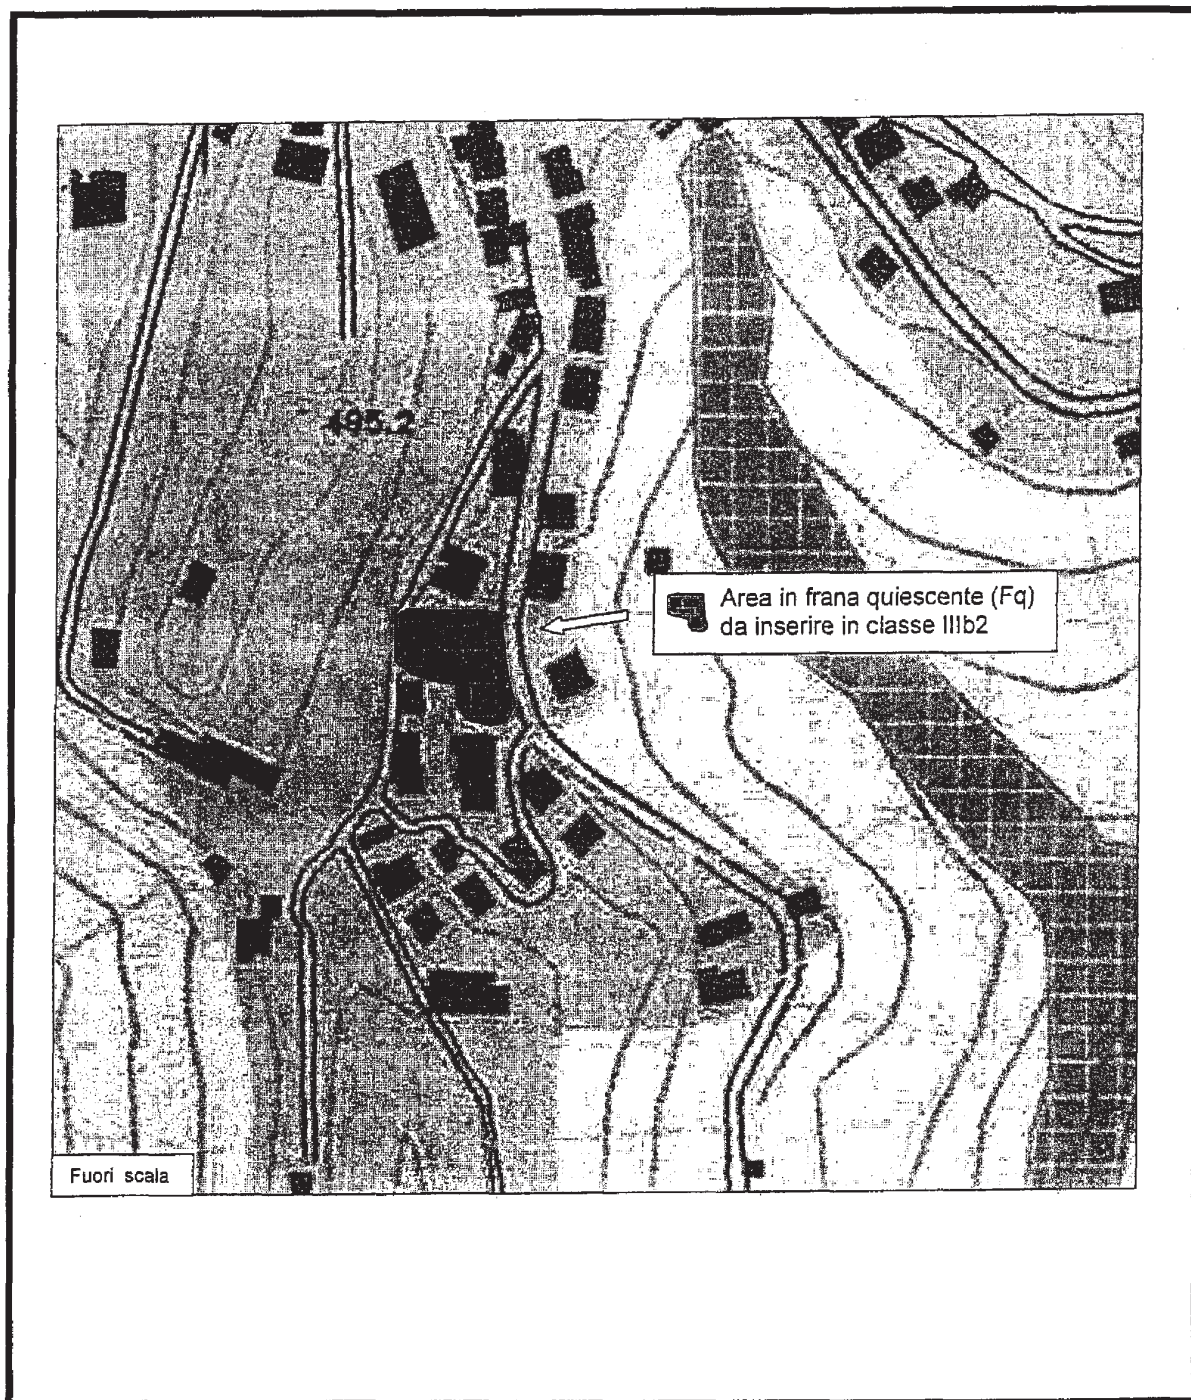 495.2
Area in frana quiescente (Fq)
da inserire in classe IIIb2
Fuori scala